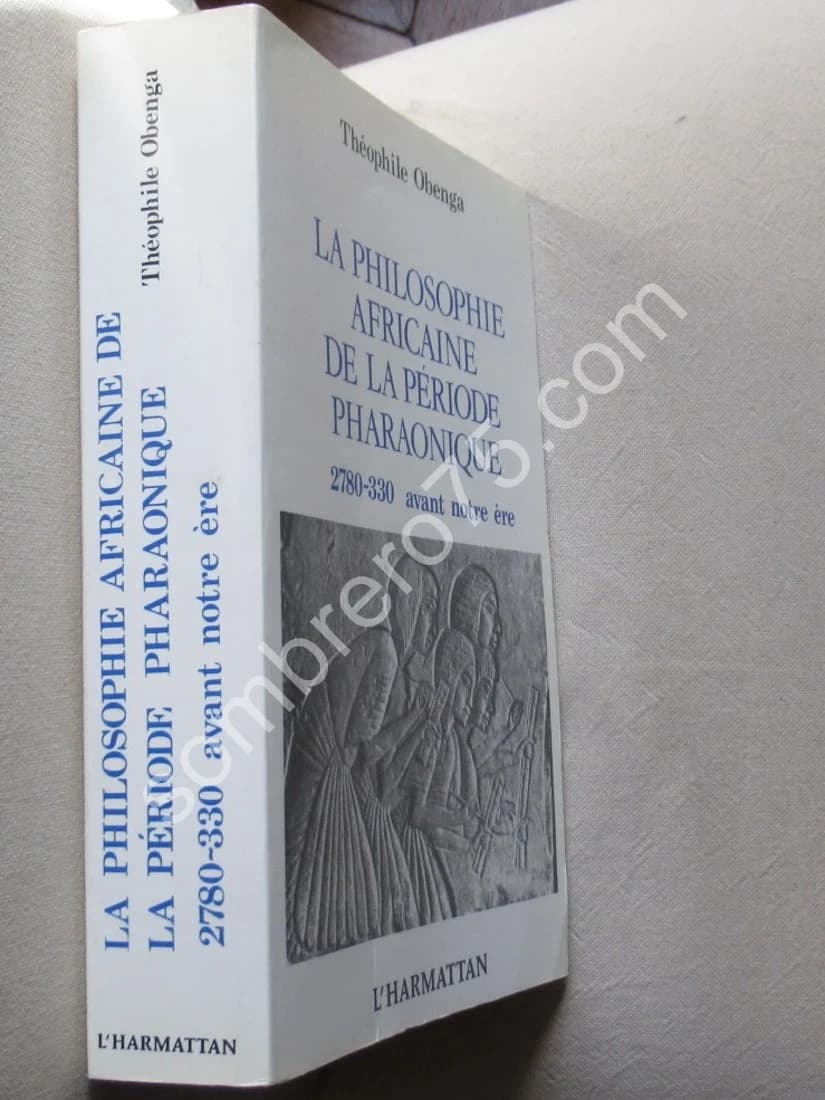 LA PHILOSOPHIE AFRICAINE DE
LA PÉRIODE PHARAONIQUE
2780-330 avant notre ère
Théophile Obenga
L'HARMATTAN
Théophile Obenga
LA PHILOSOPHIE
AFRICAINE
DE LA PÉRIODE
PHARAONIQUE
2780-330 avant notre ère
L'HARMATTAN
sombrero75.com